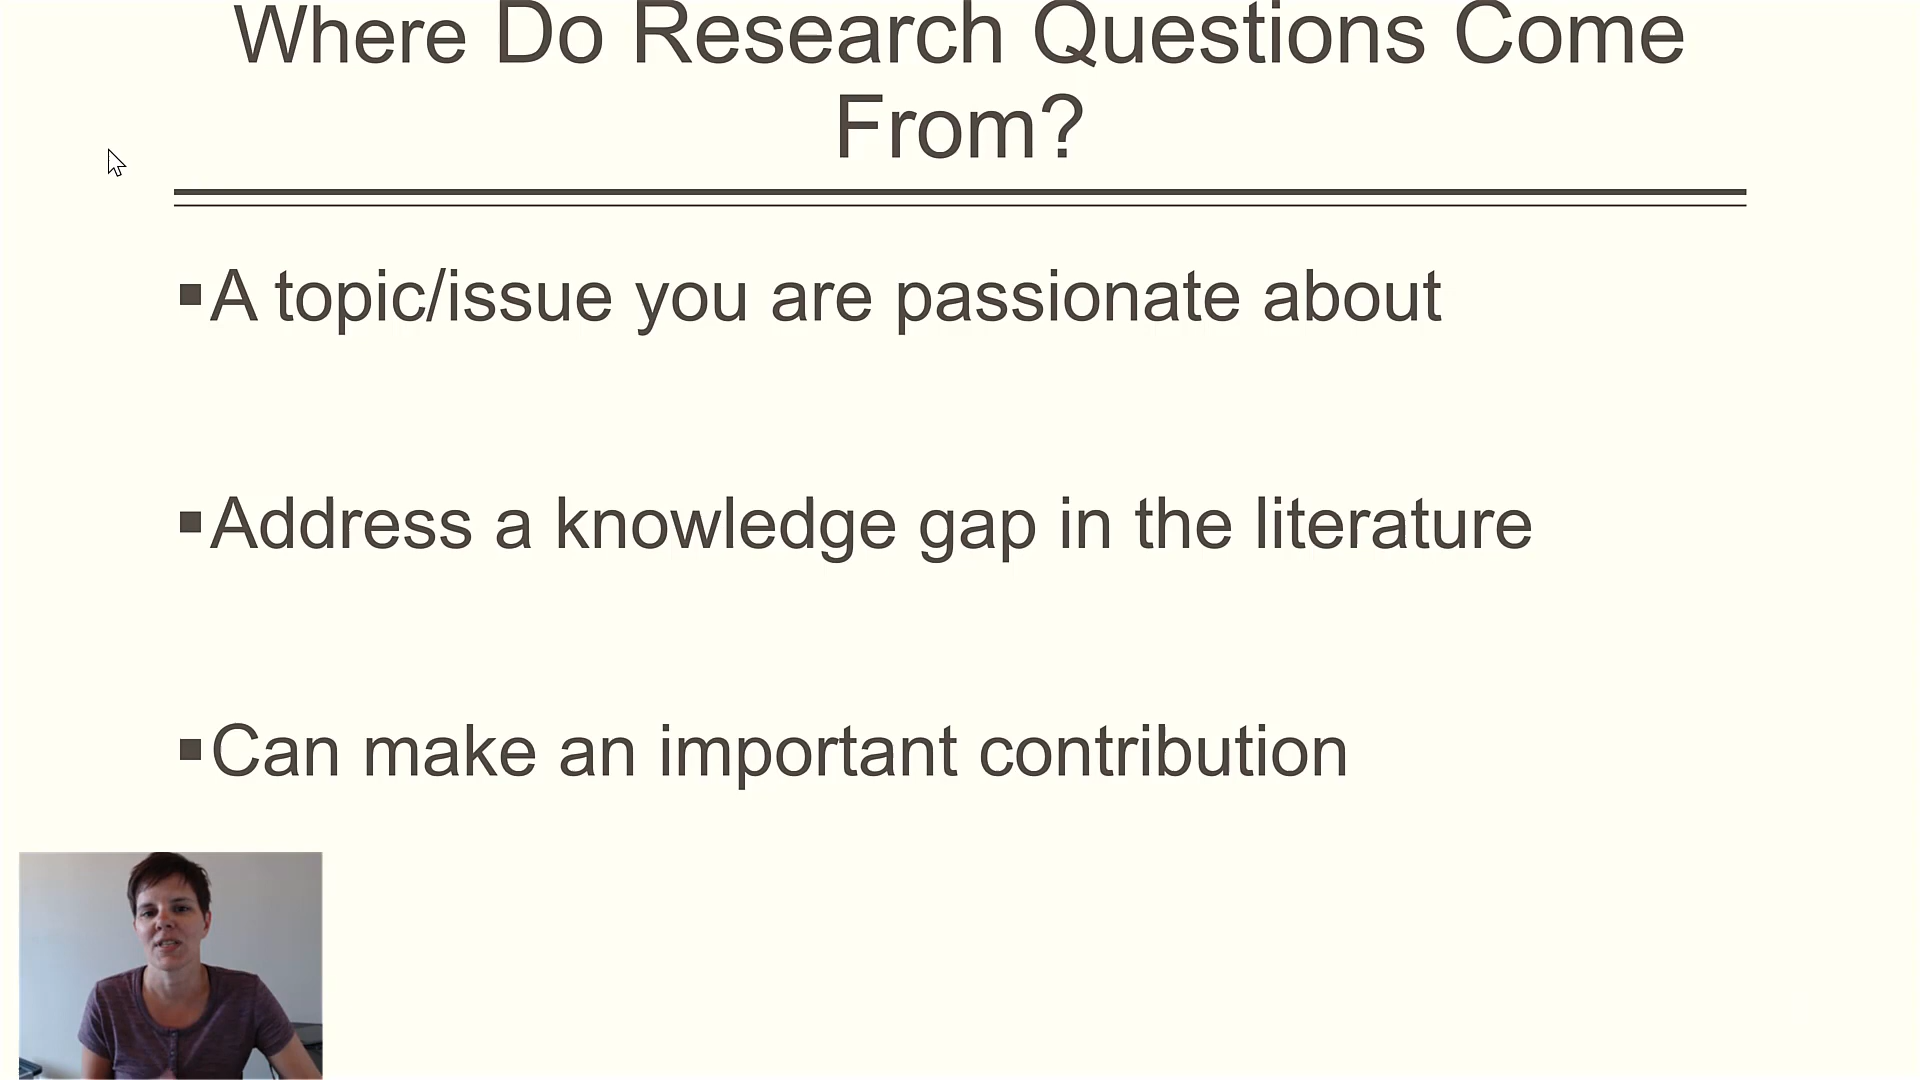 Where Do Research Questions Come
From?
▪A topic/issue you are passionate about
▪Address a knowledge gap in the literature
▪Can make an important contribution